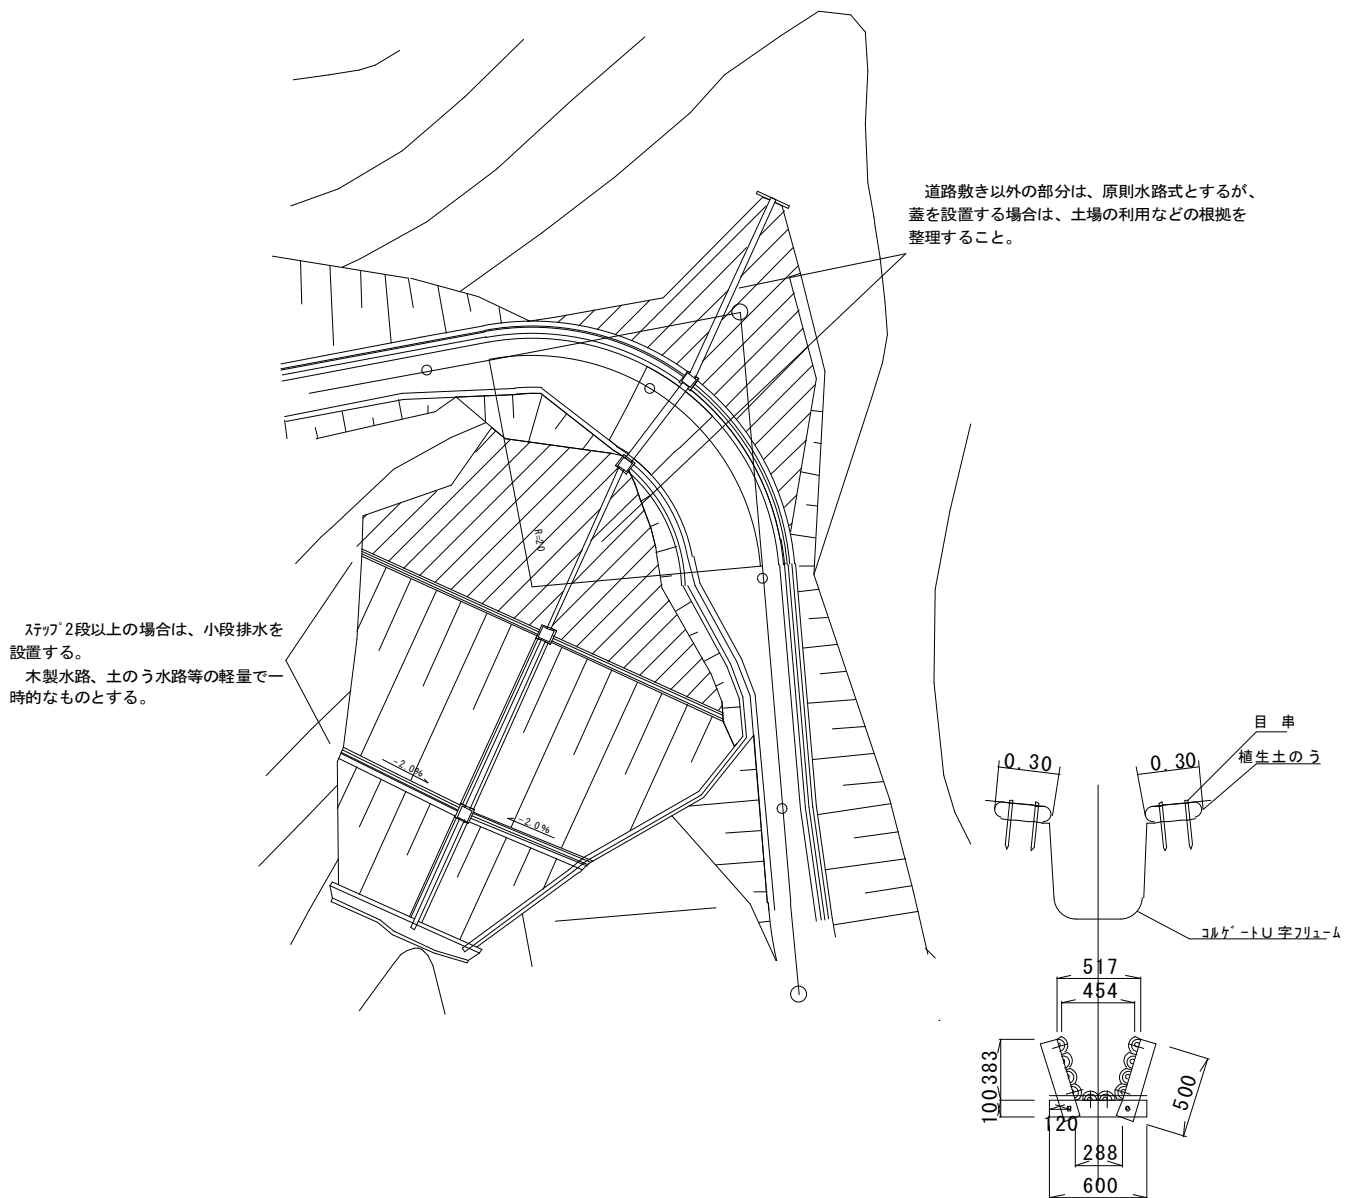 道路敷き以外の部分は、原則水路式とするが、
蓋を設置する場合は、土場の利用などの根拠を
整理すること。
R=20
ｽﾃｯﾌﾟ2段以上の場合は、小段排水を
設置する。
木製水路、土のう水路等の軽量で一
時的なものとする。
-2.0%
-2.0%
目 串
植生土のう
0.30
0.30
ｺﾙｹﾞｰﾄU字ﾌﾘｭｰﾑ
517
454
383
100
500
120
288
600